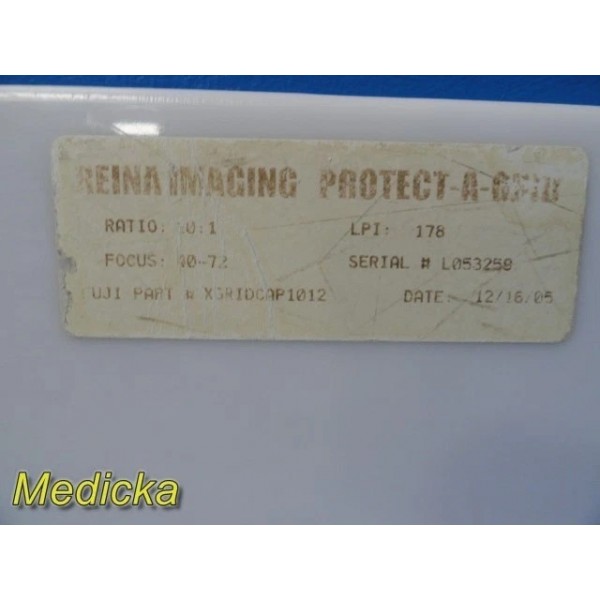 REINA IMAGING PROTECT-A-GRID
RATIO: 10:1 LPI: 178
FOCUS: 40-72 SERIAL # L053259
FUJI PART # XGRIDCAP1012 DATE: 12/16/05
Medicka